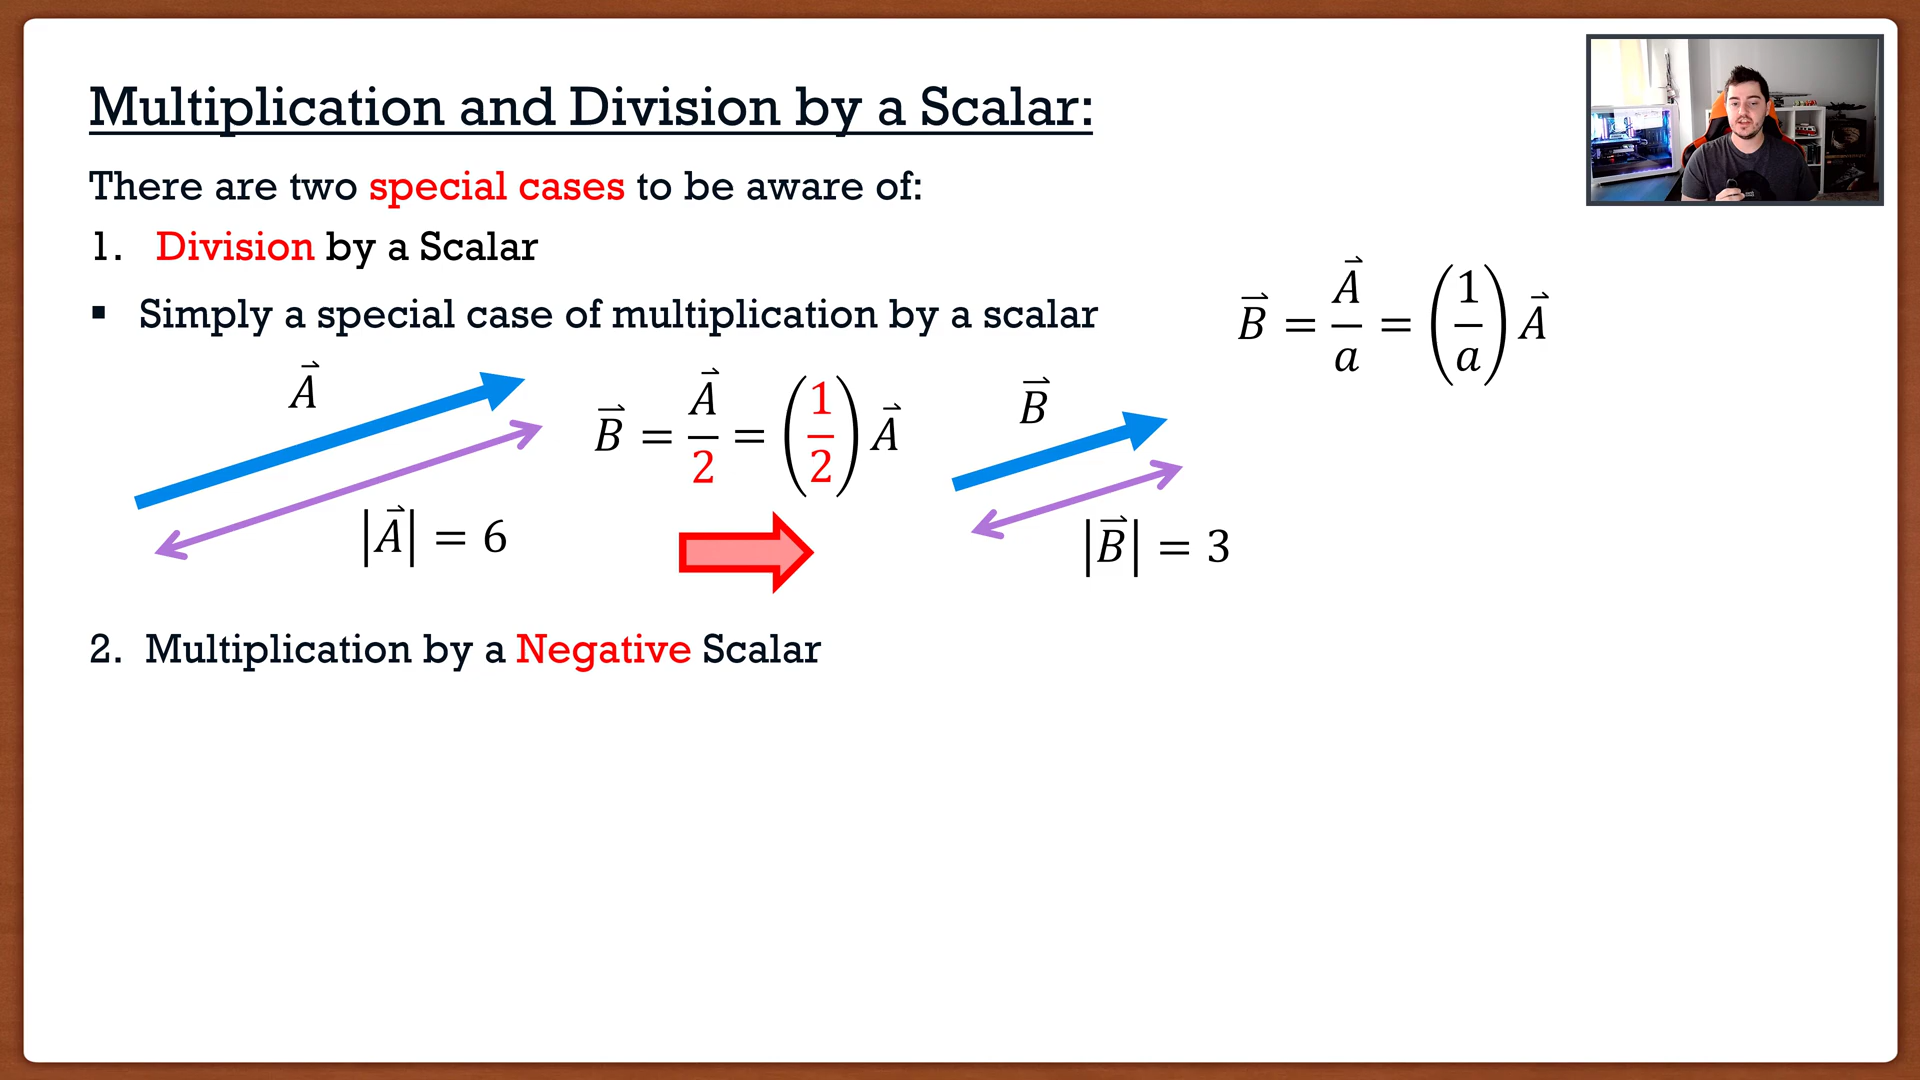 Multiplication and Division by a Scalar:
There are two special cases to be aware of:
1. Division by a Scalar
▪ Simply a special case of multiplication by a scalar
B⃗ = A⃗/a = (1/a) A⃗
A⃗
B⃗ = A⃗/2 = (1/2) A⃗
B⃗
|A⃗| = 6
|B⃗| = 3
2. Multiplication by a Negative Scalar